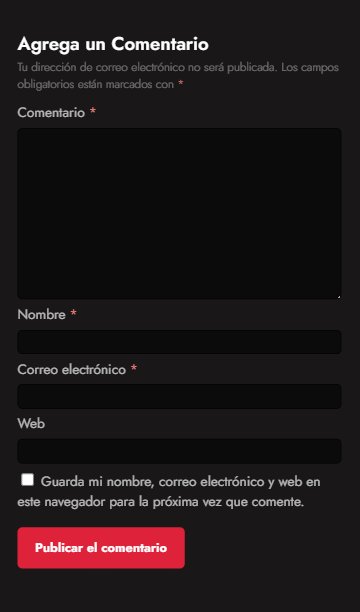 Agrega un Comentario
Tu dirección de correo electrónico no será publicada. Los campos
obligatorios están marcados con *
Comentario *
Nombre *
Correo electrónico *
Web
Guarda mi nombre, correo electrónico y web en
este navegador para la próxima vez que comente.
Publicar el comentario